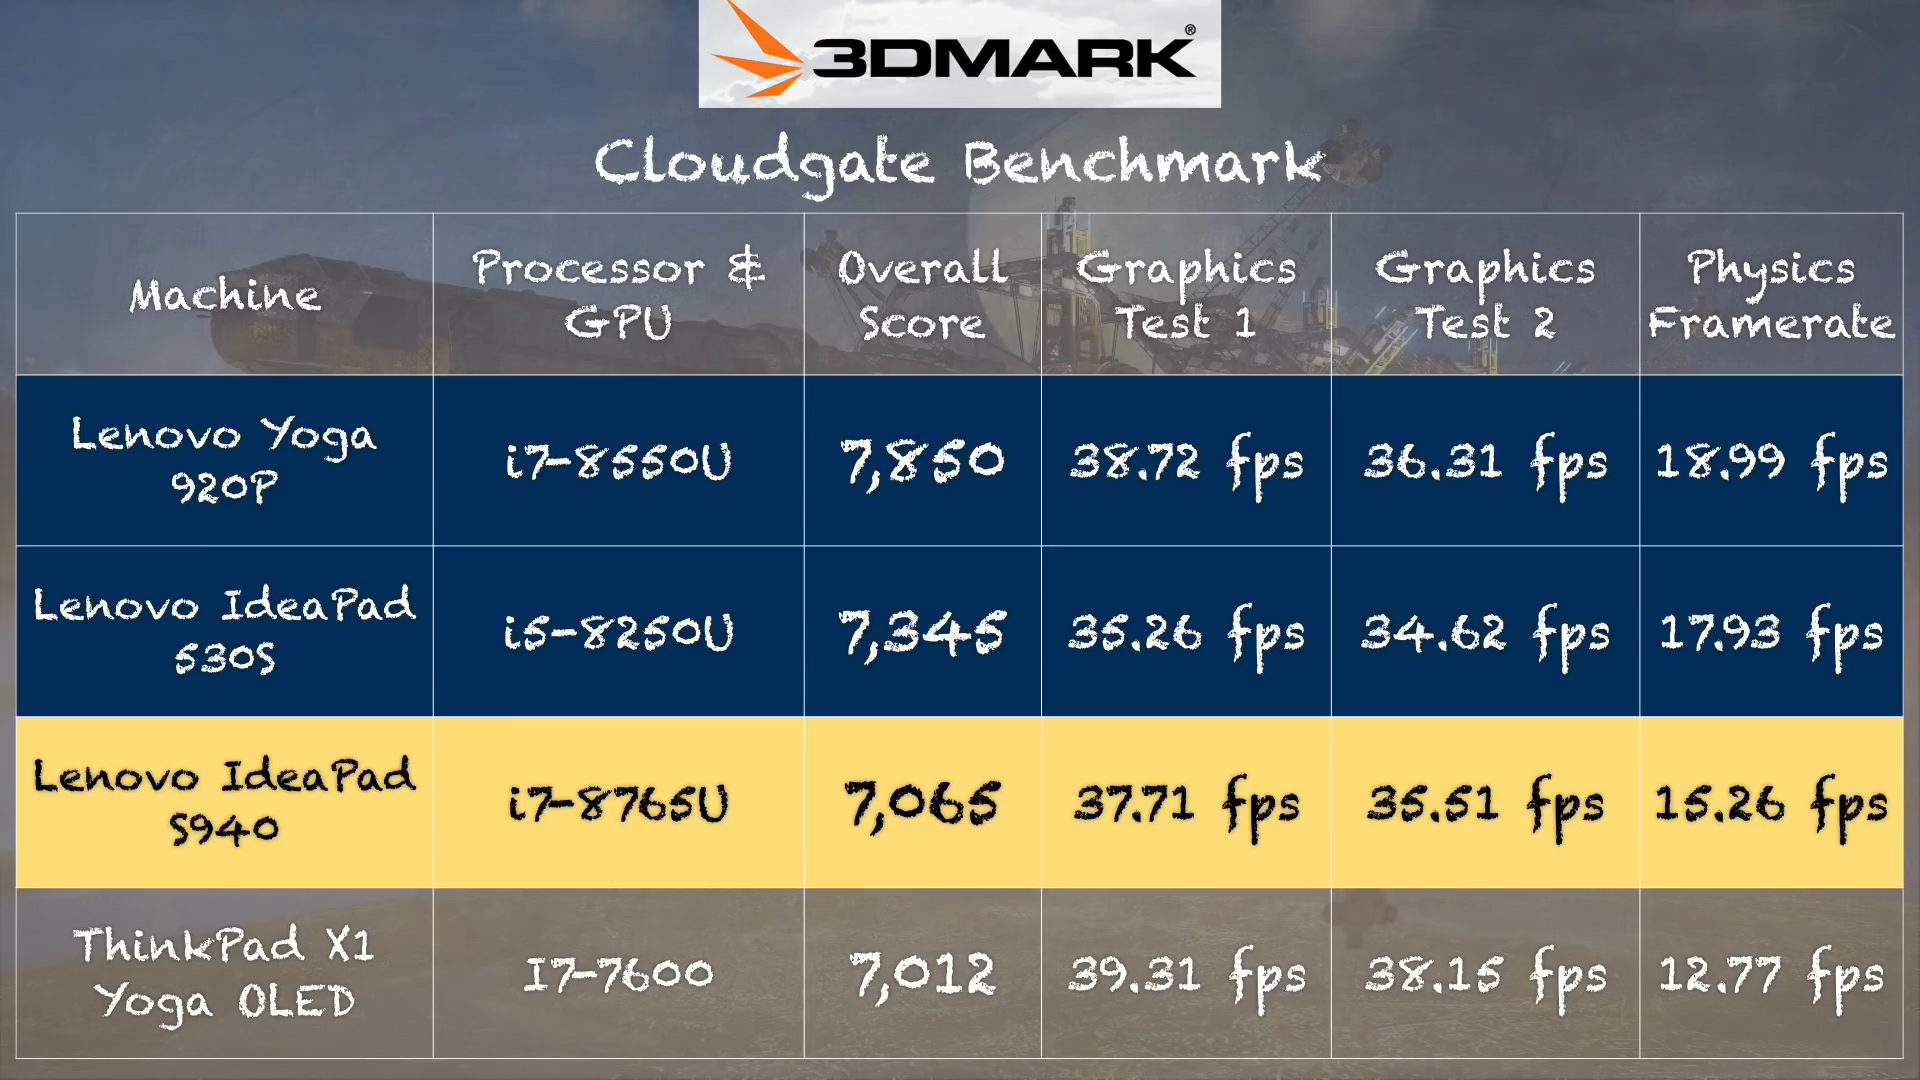 3DMARK®
Cloudgate Benchmark
Machine
Processor &
GPU
Overall
Score
Graphics
Test 1
Graphics
Test 2
Physics
Framerate
Lenovo Yoga
920P
i7-8550U
7,850
38.72 fps
36.31 fps
18.99 fps
Lenovo IdeaPad
530S
i5-8250U
7,345
35.26 fps
34.62 fps
17.93 fps
Lenovo IdeaPad
S940
i7-8765U
7,065
37.71 fps
35.51 fps
15.26 fps
ThinkPad X1
Yoga OLED
I7-7600
7,012
39.31 fps
38.15 fps
12.77 fps